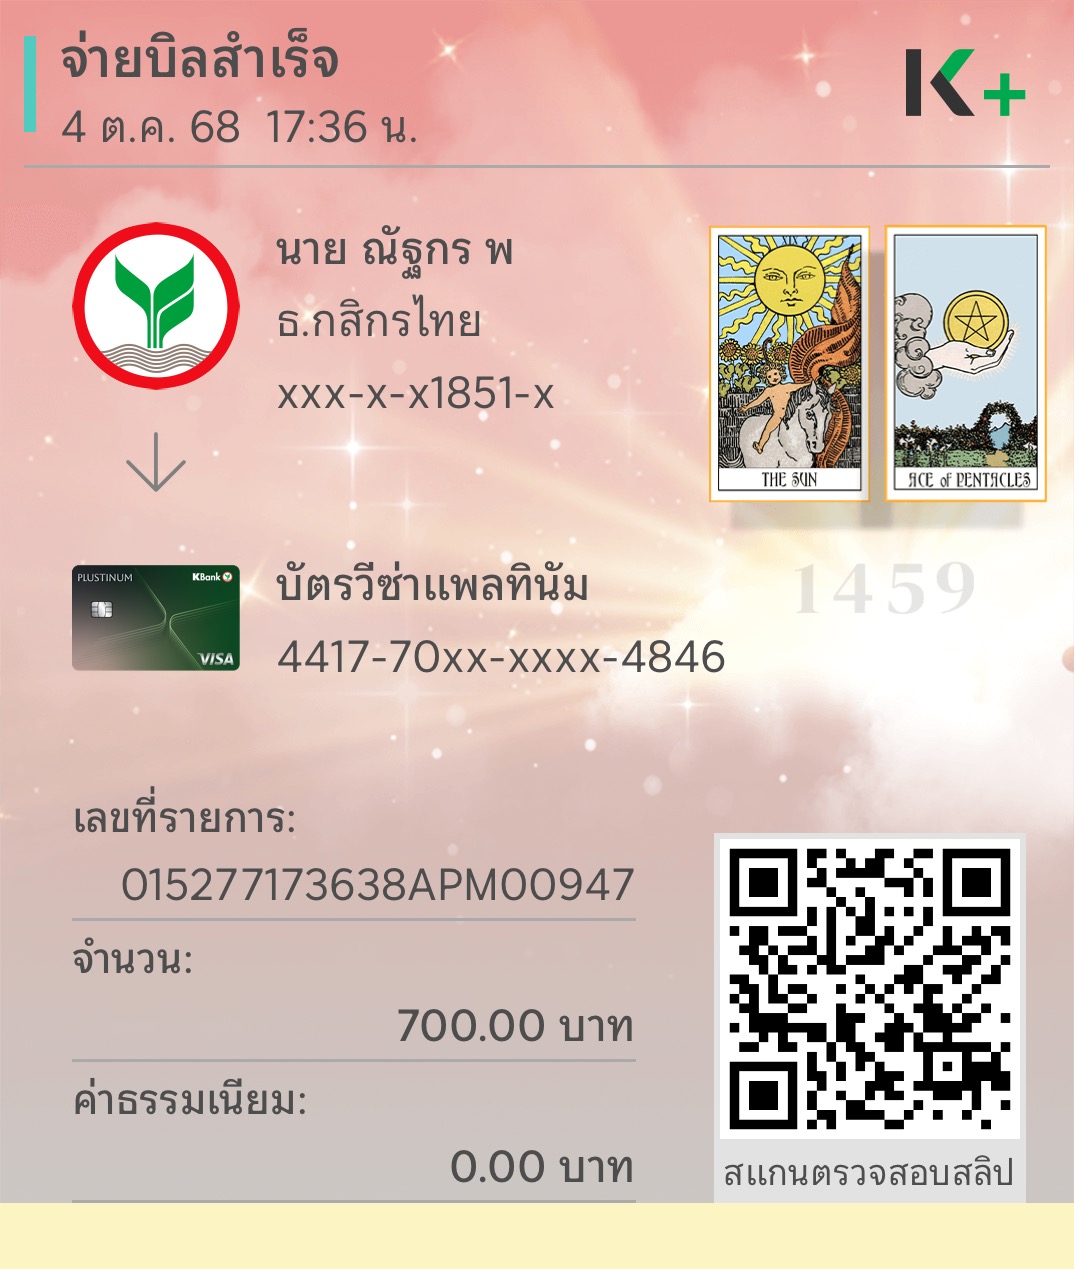 จ่ายบิลสำเร็จ
4 ต.ค. 68 17:36 น.
K+
นาย ณัฐกร พ
ธ.กสิกรไทย
xxx-x-x1851-x
THE SUN
ACE of PENTACLES
1459
PLUSTINUM
KBank
VISA
บัตรวีซ่าแพลทินัม
4417-70xx-xxxx-4846
เลขที่รายการ:
015277173638APM00947
จำนวน:
700.00 บาท
ค่าธรรมเนียม:
0.00 บาท
สแกนตรวจสอบสลิป